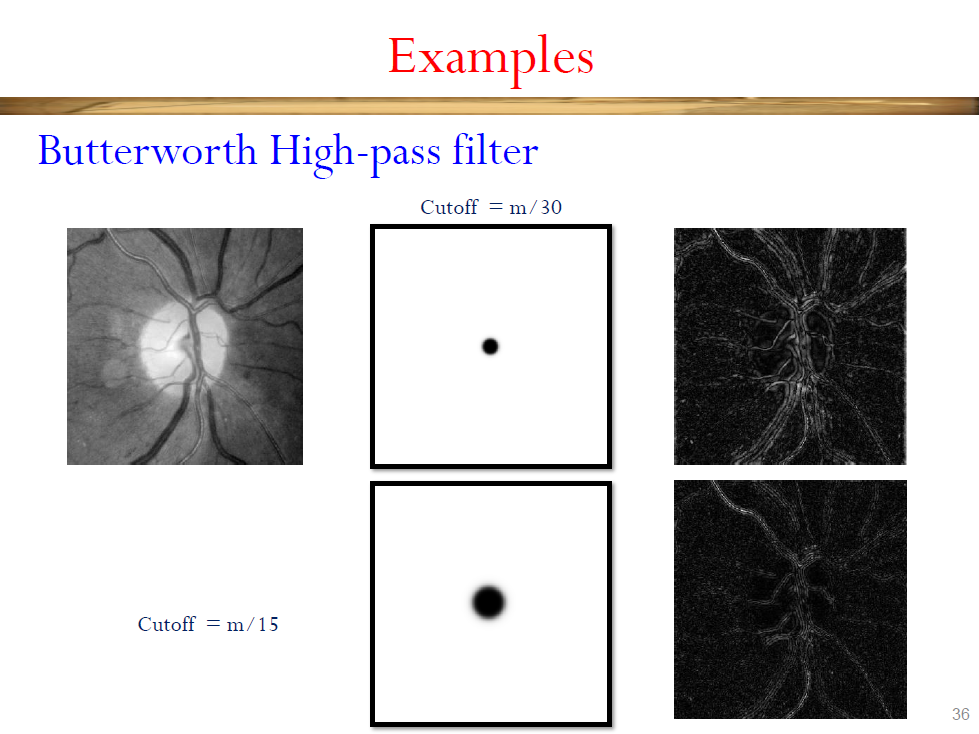 Examples
Butterworth High-pass filter
Cutoff = m/30
Cutoff = m/15
36